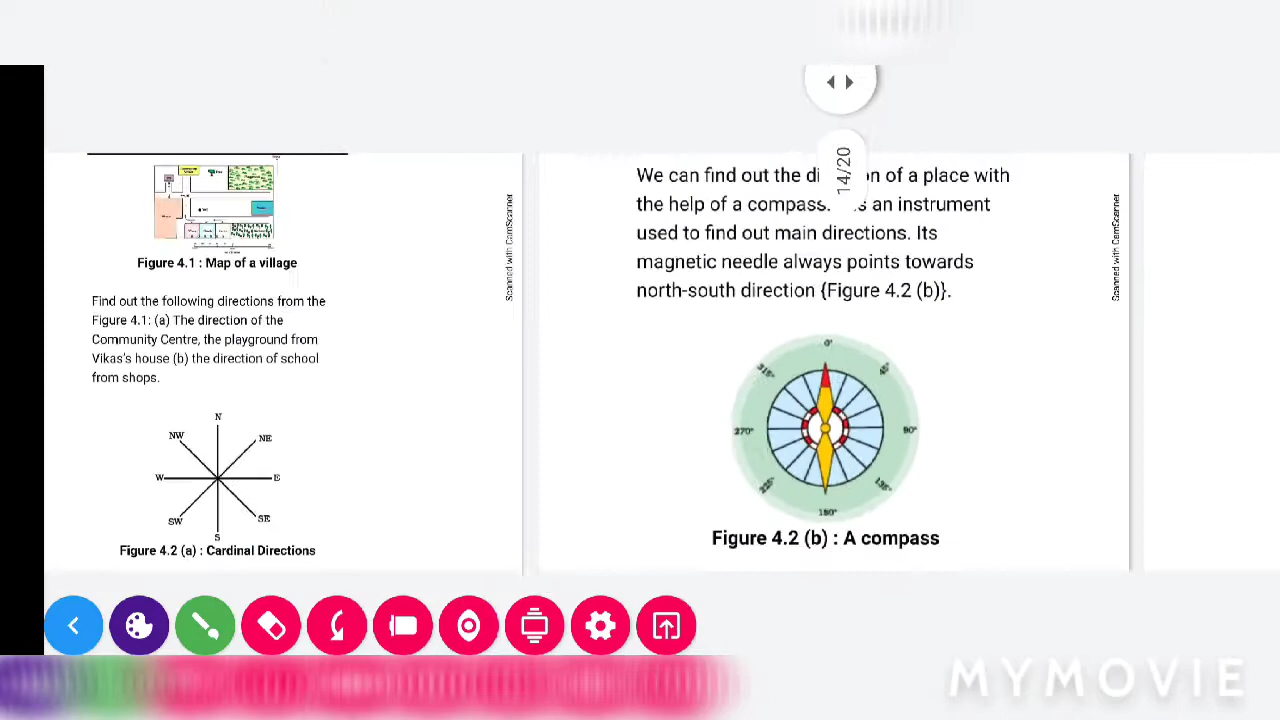 14/20
Figure 4.1 : Map of a village
Find out the following directions from the
Figure 4.1: (a) The direction of the
Community Centre, the playground from
Vikas's house (b) the direction of school
from shops.
N
NW
NE
W
E
SW
SE
S
Figure 4.2 (a) : Cardinal Directions
Scanned with CamScanner
We can find out the di on of a place with
the help of a compass. s an instrument
used to find out main directions. Its
magnetic needle always points towards
north-south direction {Figure 4.2 (b)}.
0°
315°
45°
270°
90°
225°
135°
180°
Figure 4.2 (b) : A compass
Scanned with CamScanner
MYMOVIE